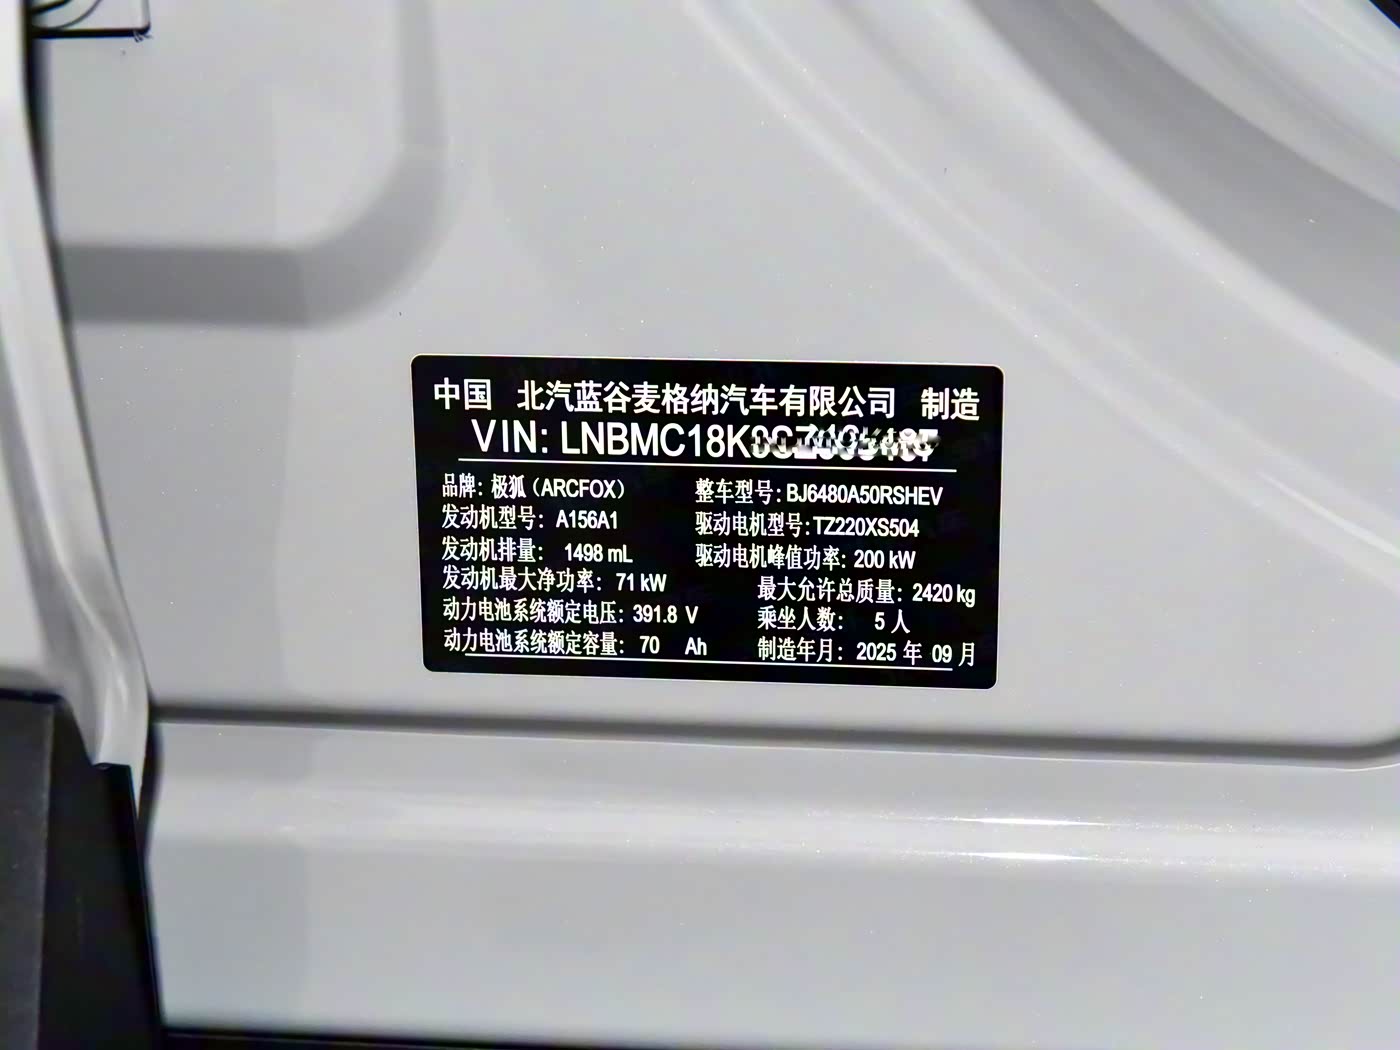 中国 北汽蓝谷麦格纳汽车有限公司 制造
VIN: LNBMC18K
品牌: 极狐（ARCFOX） 整车型号: BJ6480A50RSHEV
发动机型号: A156A1 驱动电机型号: TZ220XS504
发动机排量: 1498 mL 驱动电机峰值功率: 200 kW
发动机最大净功率: 71 kW 最大允许总质量: 2420 kg
动力电池系统额定电压: 391.8 V 乘坐人数: 5 人
动力电池系统额定容量: 70 Ah 制造年月: 2025 年 09 月